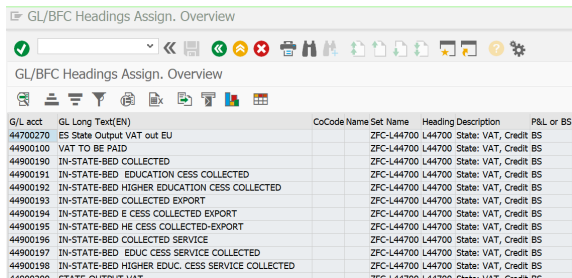 GL/BFC Headings Assign. Overview
GL/BFC Headings Assign. Overview
G/L acct GL Long Text(EN) CoCode Name Set Name Heading Description P&L or BS
44700270 ES State Output VAT out EU ZFC-L44700 L44700 State: VAT, Credit BS
44900100 VAT TO BE PAID ZFC-L44700 L44700 State: VAT, Credit BS
44900190 IN-STATE-BED COLLECTED ZFC-L44700 L44700 State: VAT, Credit BS
44900191 IN-STATE-BED EDUCATION CESS COLLECTED ZFC-L44700 L44700 State: VAT, Credit BS
44900192 IN-STATE-BED HIGHER EDUCATION CESS COLLECTED ZFC-L44700 L44700 State: VAT, Credit BS
44900193 IN-STATE-BED COLLECTED EXPORT ZFC-L44700 L44700 State: VAT, Credit BS
44900194 IN-STATE-BED E CESS COLLECTED EXPORT ZFC-L44700 L44700 State: VAT, Credit BS
44900195 IN-STATE-BED HE CESS COLLECTED-EXPORT ZFC-L44700 L44700 State: VAT, Credit BS
44900196 IN-STATE-BED COLLECTED SERVICE ZFC-L44700 L44700 State: VAT, Credit BS
44900197 IN-STATE-BED EDUC CESS SERVICE COLLECTED ZFC-L44700 L44700 State: VAT, Credit BS
44900198 IN-STATE-BED HIGHER EDUC. CESS SERVICE COLLECTED ZFC-L44700 L44700 State: VAT, Credit BS